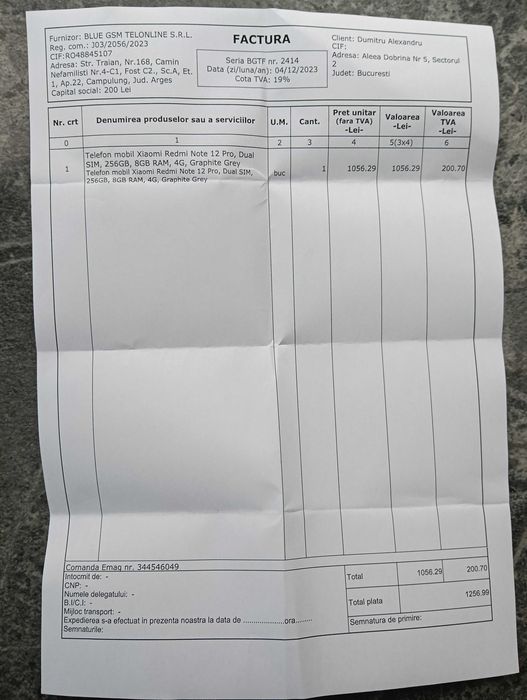 Furnizor: BLUE GSM TELONLINE S.R.L.
Reg. com.: J03/2056/2023
CIF:RO48845107
Adresa: Str. Traian, Nr.168, Camin
Nefamilisti Nr.4-C1, Fost C2., Sc.A, Et.
1, Ap.22, Campulung, Jud. Arges
Capital social: 200 Lei
FACTURA
Seria BGTF nr. 2414
Data (zi/luna/an): 04/12/2023
Cota TVA: 19%
Client: Dumitru Alexandru
CIF:
Adresa: Aleea Dobrina Nr 5, Sectorul
2
Judet: Bucuresti
Nr. crt
Denumirea produselor sau a serviciilor
U.M.
Cant.
Pret unitar
(fara TVA)
-Lei-
Valoarea
-Lei-
Valoarea
TVA
-Lei-
0 1 2 3 4 5(3x4) 6
1
Telefon mobil Xiaomi Redmi Note 12 Pro, Dual
SIM, 256GB, 8GB RAM, 4G, Graphite Grey
Telefon mobil Xiaomi Redmi Note 12 Pro, Dual SIM,
256GB, 8GB RAM, 4G, Graphite Grey
buc 1 1056.29 1056.29 200.70
Comanda Emag nr. 344546049
Intocmit de: -
CNP: -
Numele delegatului: -
B.I/C.I: -
Mijloc transport: -
Expedierea s-a efectuat in prezenta noastra la data de ....................ora........
Semnaturile:
Total 1056.29 200.70
Total plata 1256.99
Semnatura de primire: